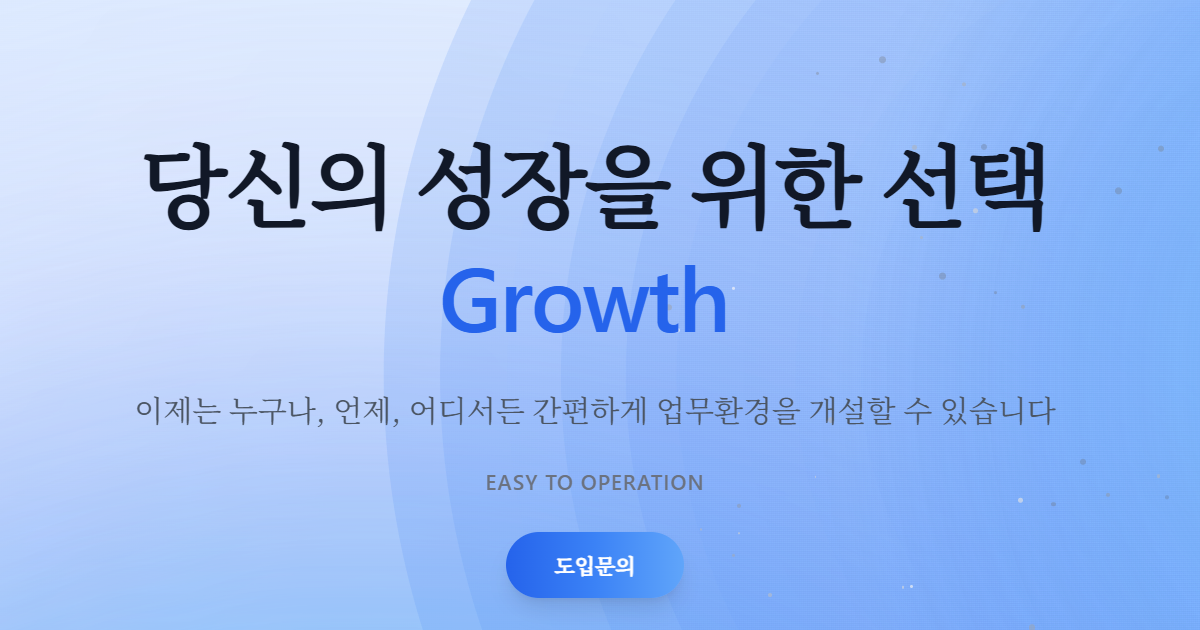 당신의 성장을 위한 선택
Growth
이제는 누구나, 언제, 어디서든 간편하게 업무환경을 개설할 수 있습니다
EASY TO OPERATION
도입문의